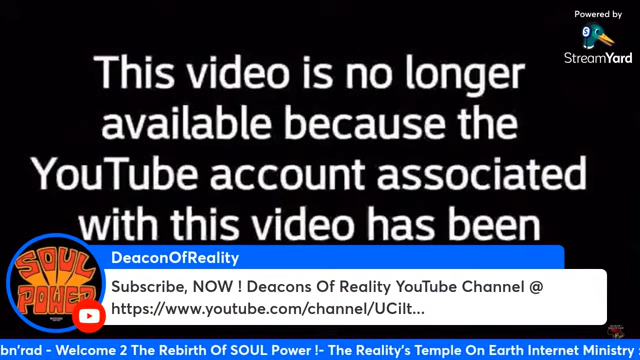 Powered by
StreamYard
This video is no longer
available because the
YouTube account associated
with this video has been
SOUL
POWER
DeaconOfReality
Subscribe, NOW ! Deacons Of Reality YouTube Channel @
https://www.youtube.com/channel/UCilt...
bn'rad - Welcome 2 The Rebirth Of SOUL Power !- The Reality's Temple On Earth Internet Ministry